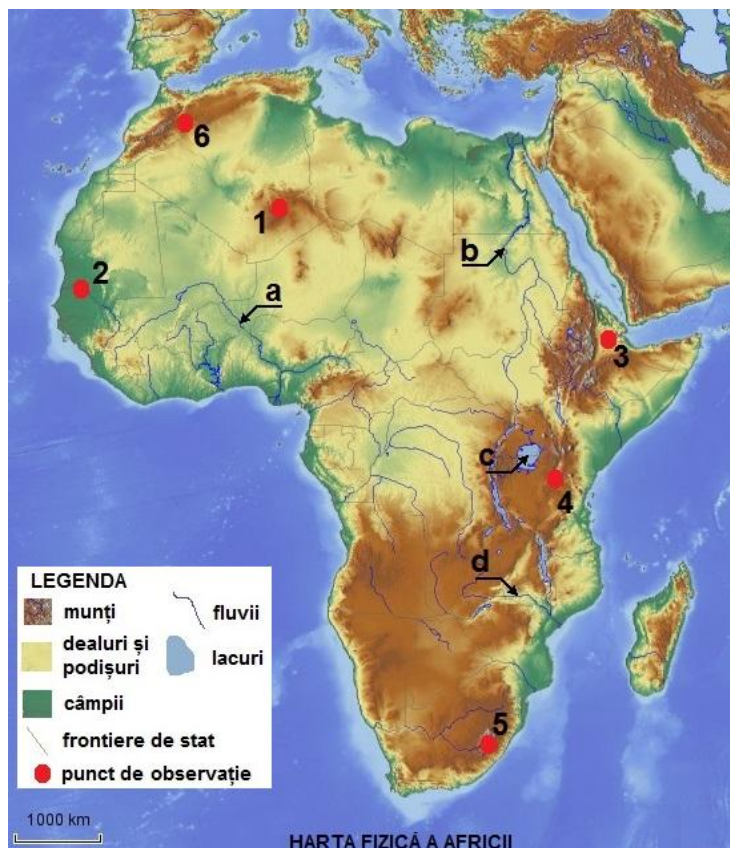 6
1
2
a
b
3
c
4
d
5
LEGENDA
munți
fluvii
dealuri și
podișuri
lacuri
câmpii
frontiere de stat
punct de observație
1000 km
HARTA FIZICĂ A AFRICII